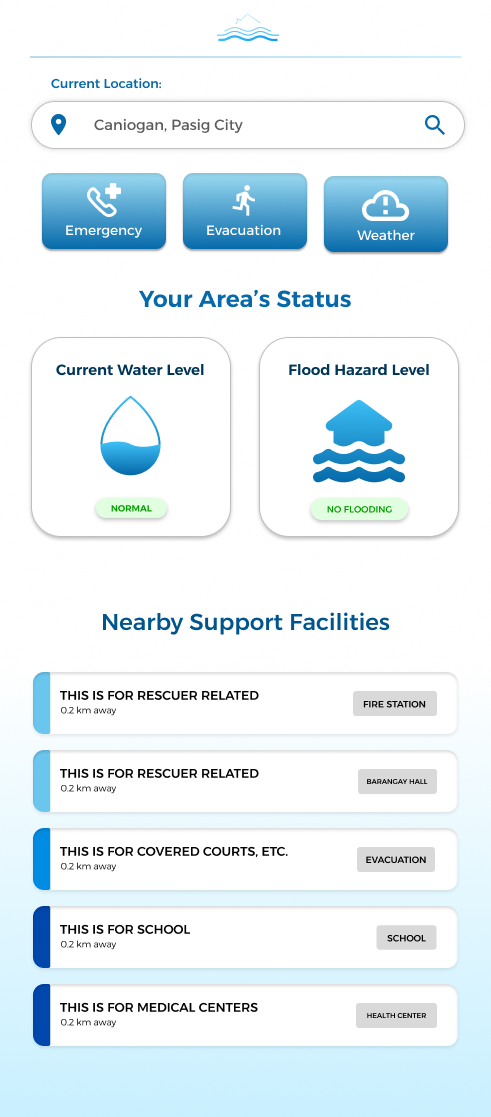 Current Location:
Caniogan, Pasig City
Emergency
Evacuation
Weather
Your Area's Status
Current Water Level
Flood Hazard Level
NORMAL
NO FLOODING
Nearby Support Facilities
THIS IS FOR RESCUER RELATED
0.2 km away
FIRE STATION
THIS IS FOR RESCUER RELATED
0.2 km away
BARANGAY HALL
THIS IS FOR COVERED COURTS, ETC.
0.2 km away
EVACUATION
THIS IS FOR SCHOOL
0.2 km away
SCHOOL
THIS IS FOR MEDICAL CENTERS
0.2 km away
HEALTH CENTER